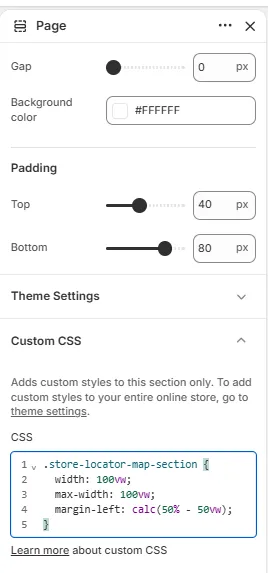 Page
Gap
0 px
Background
color
#FFFFFF
Padding
Top
40 px
Bottom
80 px
Theme Settings
Custom CSS
Adds custom styles to this section only. To add
custom styles to your entire online store, go to
theme settings.
CSS
1 .store-locator-map-section {
2 width: 100vw;
3 max-width: 100vw;
4 margin-left: calc(50% - 50vw);
5 }
Learn more about custom CSS